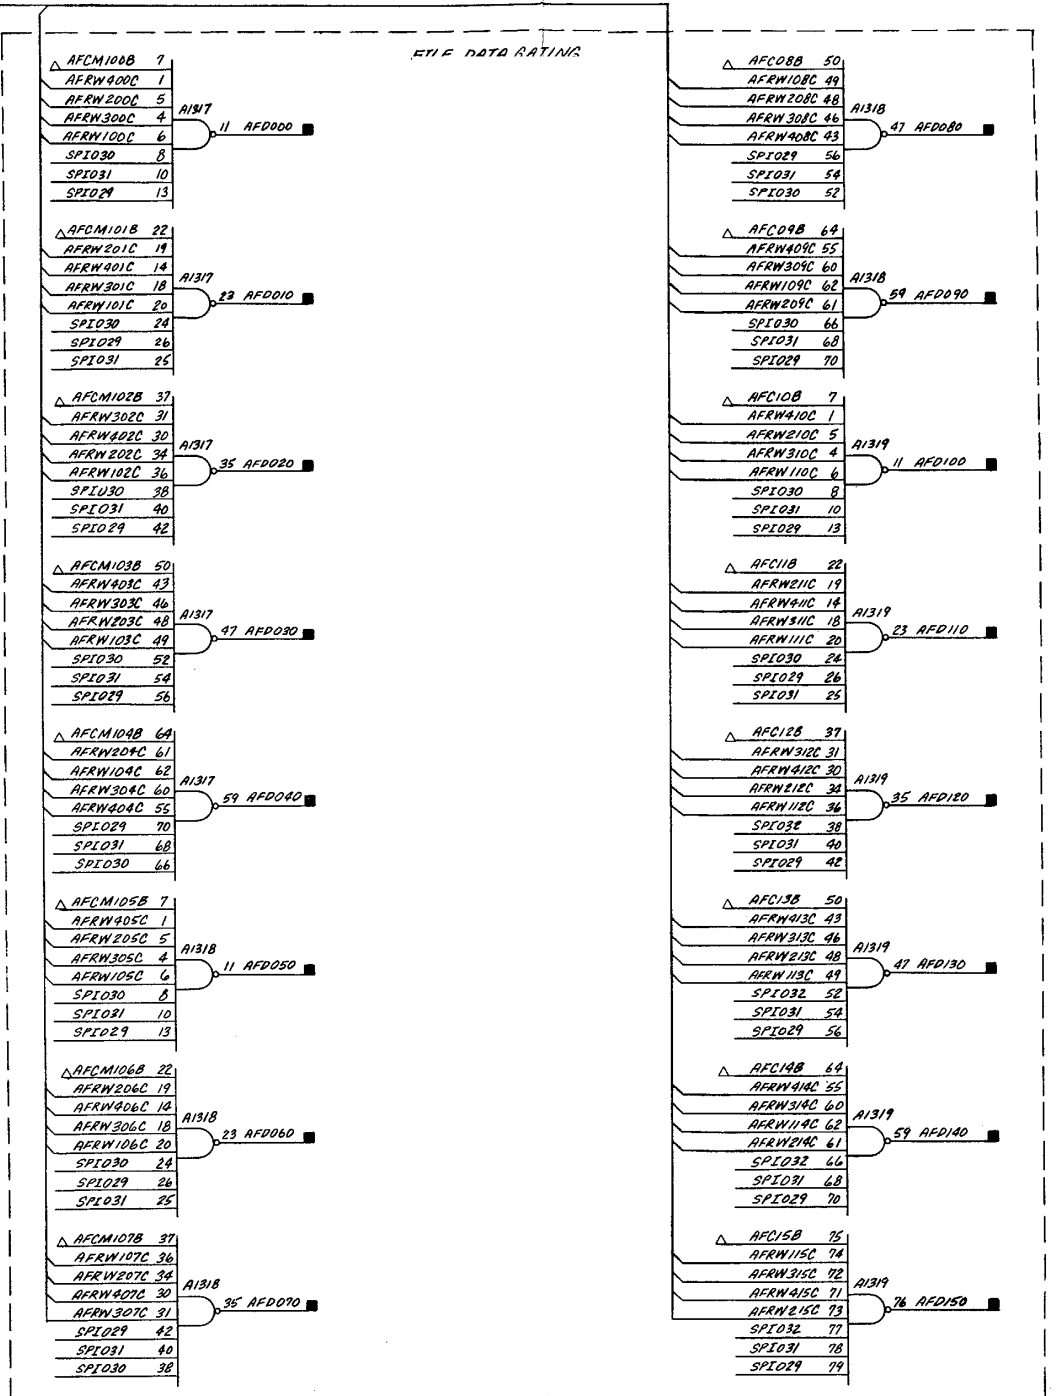 FILE DATA GATING
AFCM100B 7
AFRW400C 1
AFRW200C 5
AFRW300C 4
AFRW100C 6
SPI030 8
SPI031 10
SPI029 13
A1317
11 AFD000
AFCM101B 22
AFRW201C 19
AFRW401C 14
AFRW301C 18
AFRW101C 20
SPI030 24
SPI029 26
SPI031 25
A1317
23 AFD010
AFCM102B 37
AFRW302C 31
AFRW402C 30
AFRW202C 34
AFRW102C 36
SPI030 38
SPI031 40
SPI029 42
A1317
35 AFD020
AFCM103B 50
AFRW403C 43
AFRW303C 46
AFRW203C 48
AFRW103C 49
SPI030 52
SPI031 54
SPI029 56
A1317
47 AFD030
AFCM104B 64
AFRW204C 61
AFRW104C 62
AFRW304C 60
AFRW404C 55
SPI029 70
SPI031 68
SPI030 66
A1317
59 AFD040
AFCM105B 7
AFRW405C 1
AFRW205C 5
AFRW305C 4
AFRW105C 6
SPI030 8
SPI031 10
SPI029 13
A1318
11 AFD050
AFCM106B 22
AFRW206C 19
AFRW406C 14
AFRW306C 18
AFRW106C 20
SPI030 24
SPI029 26
SPI031 25
A1318
23 AFD060
AFCM107B 37
AFRW107C 36
AFRW207C 34
AFRW407C 30
AFRW307C 31
SPI029 42
SPI031 40
SPI030 38
A1318
35 AFD070
AFC08B 50
AFRW108C 49
AFRW208C 48
AFRW308C 46
AFRW408C 43
SPI029 56
SPI031 54
SPI030 52
A1318
47 AFD080
AFC09B 64
AFRW409C 55
AFRW309C 60
AFRW109C 62
AFRW209C 61
SPI030 66
SPI031 68
SPI029 70
A1318
59 AFD090
AFC10B 7
AFRW410C 1
AFRW210C 5
AFRW310C 4
AFRW110C 6
SPI030 8
SPI031 10
SPI029 13
A1319
11 AFD100
AFC11B 22
AFRW211C 19
AFRW411C 14
AFRW311C 18
AFRW111C 20
SPI030 24
SPI029 26
SPI031 25
A1319
23 AFD110
AFC12B 37
AFRW312C 31
AFRW412C 30
AFRW212C 34
AFRW112C 36
SPI032 38
SPI031 40
SPI029 42
A1319
35 AFD120
AFC13B 50
AFRW413C 43
AFRW313C 46
AFRW213C 48
AFRW113C 49
SPI032 52
SPI031 54
SPI029 56
A1319
47 AFD130
AFC14B 64
AFRW414C 55
AFRW314C 60
AFRW114C 62
AFRW214C 61
SPI032 66
SPI031 68
SPI029 70
A1319
59 AFD140
AFC15B 75
AFRW115C 74
AFRW315C 72
AFRW415C 71
AFRW215C 73
SPI032 77
SPI031 78
SPI029 79
A1319
76 AFD150